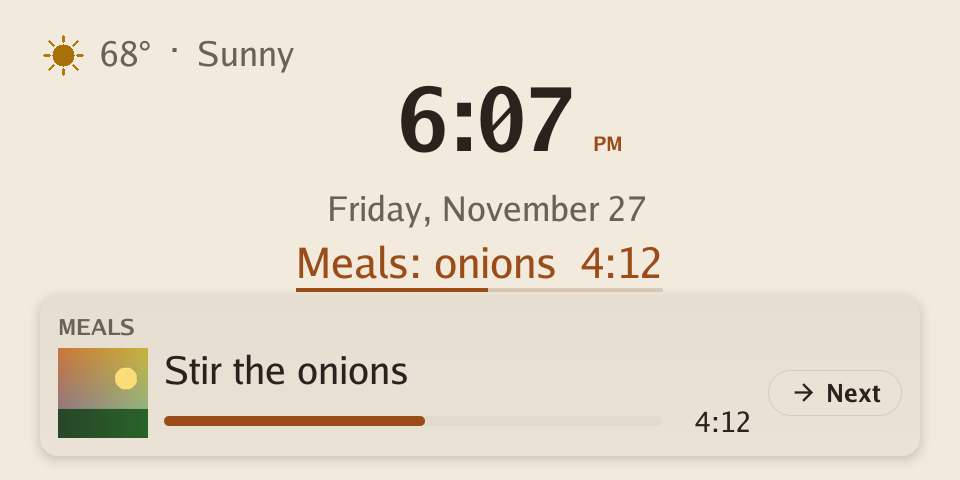 68° · Sunny
6:07 PM
Friday, November 27
Meals: onions 4:12
MEALS
Stir the onions
4:12
→ Next